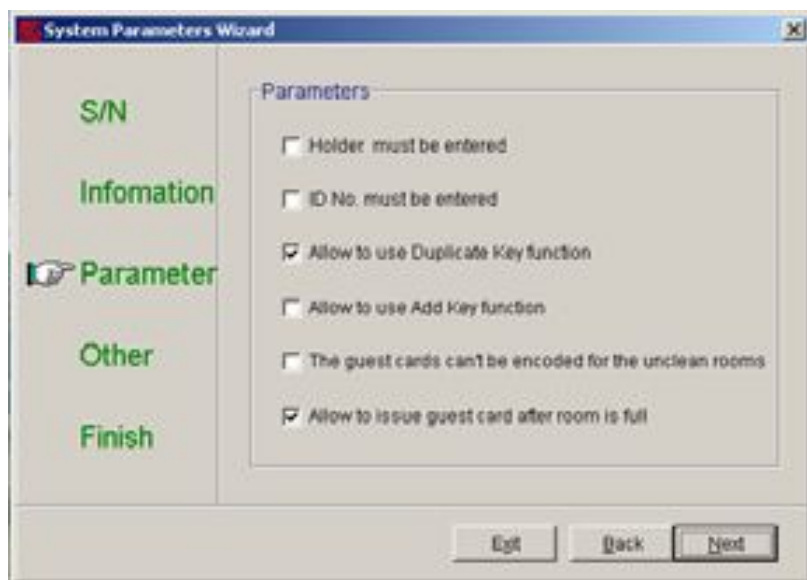 System Parameters Wizard
S/N
Infomation
Parameter
Other
Finish
Parameters
Holder must be entered
ID No. must be entered
Allow to use Duplicate Key function
Allow to use Add Key function
The guest cards can't be encoded for the unclean rooms
Allow to issue guest card after room is full
Exit
Back
Next